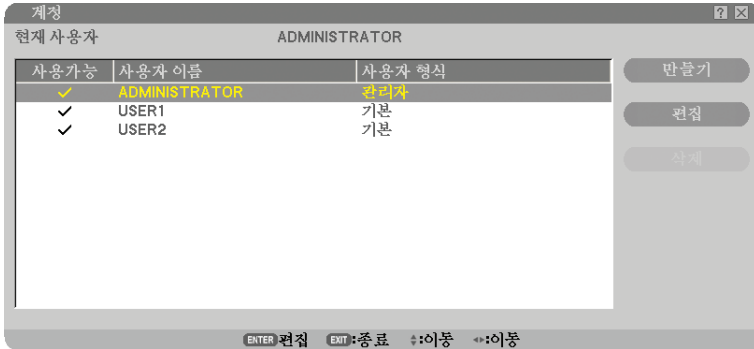 계정
현재 사용자 ADMINISTRATOR
사용가능 사용자 이름 사용자 형식
ADMINISTRATOR 관리자
USER1 기본
USER2 기본
만들기
편집
삭제
ENTER 편집 EXIT :종료 :이동 :이동